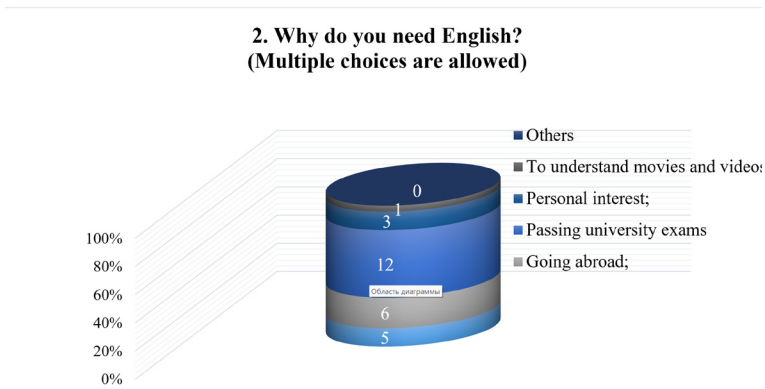 2. Why do you need English?
(Multiple choices are allowed)
Others
To understand movies and videos
Personal interest;
Passing university exams
Going abroad;
100%
80%
60%
40%
20%
0%
0
1
3
12
Область диаграммы
6
5